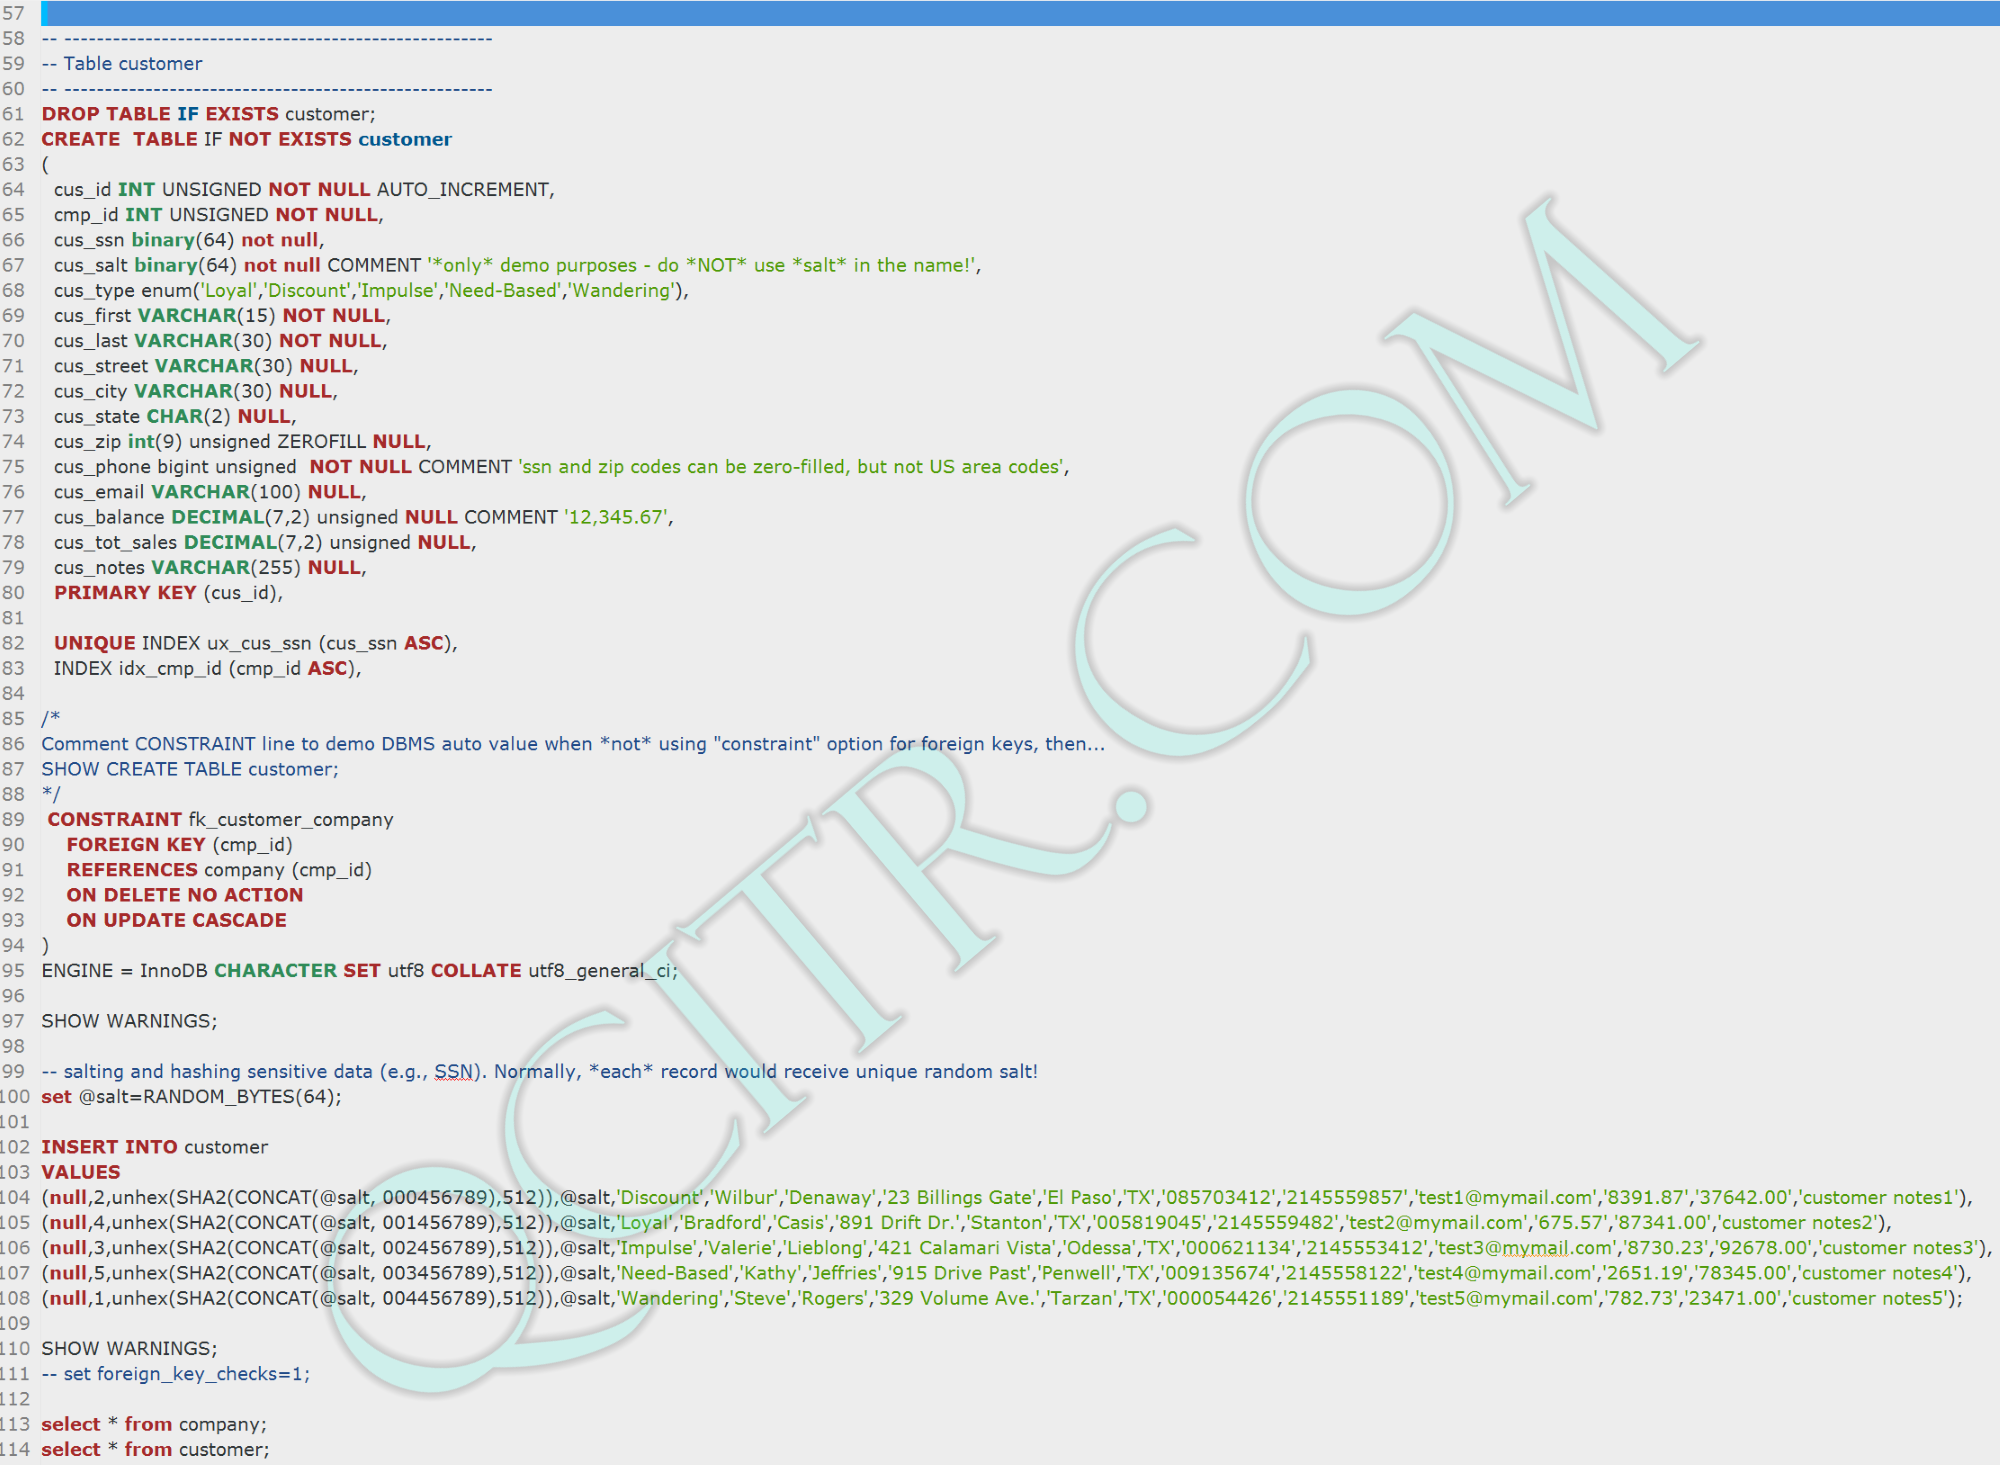 57
58 -- -----------------------------------------------------
59 -- Table customer
60 -- -----------------------------------------------------
61 DROP TABLE IF EXISTS customer;
62 CREATE  TABLE IF NOT EXISTS customer
63 (
64   cus_id INT UNSIGNED NOT NULL AUTO_INCREMENT,
65   cmp_id INT UNSIGNED NOT NULL,
66   cus_ssn binary(64) not null,
67   cus_salt binary(64) not null COMMENT '*only* demo purposes - do *NOT* use *salt* in the name!',
68   cus_type enum('Loyal','Discount','Impulse','Need-Based','Wandering'),
69   cus_first VARCHAR(15) NOT NULL,
70   cus_last VARCHAR(30) NOT NULL,
71   cus_street VARCHAR(30) NULL,
72   cus_city VARCHAR(30) NULL,
73   cus_state CHAR(2) NULL,
74   cus_zip int(9) unsigned ZEROFILL NULL,
75   cus_phone bigint unsigned  NOT NULL COMMENT 'ssn and zip codes can be zero-filled, but not US area codes',
76   cus_email VARCHAR(100) NULL,
77   cus_balance DECIMAL(7,2) unsigned NULL COMMENT '12,345.67',
78   cus_tot_sales DECIMAL(7,2) unsigned NULL,
79   cus_notes VARCHAR(255) NULL,
80   PRIMARY KEY (cus_id),
81
82   UNIQUE INDEX ux_cus_ssn (cus_ssn ASC),
83   INDEX idx_cmp_id (cmp_id ASC),
84
85 /*
86 Comment CONSTRAINT line to demo DBMS auto value when *not* using "constraint" option for foreign keys, then...
87 SHOW CREATE TABLE customer;
88 */
89  CONSTRAINT fk_customer_company
90     FOREIGN KEY (cmp_id)
91     REFERENCES company (cmp_id)
92     ON DELETE NO ACTION
93     ON UPDATE CASCADE
94 )
95 ENGINE = InnoDB CHARACTER SET utf8 COLLATE utf8_general_ci;
96
97 SHOW WARNINGS;
98
99 -- salting and hashing sensitive data (e.g., SSN). Normally, *each* record would receive unique random salt!
100 set @salt=RANDOM_BYTES(64);
101
102 INSERT INTO customer
103 VALUES
104 (null,2,unhex(SHA2(CONCAT(@salt, 000456789),512)),@salt,'Discount','Wilbur','Denaway','23 Billings Gate','El Paso','TX','085703412','2145559857','test1@mymail.com','8391.87','37642.00','customer notes1'),
105 (null,4,unhex(SHA2(CONCAT(@salt, 001456789),512)),@salt,'Loyal','Bradford','Casis','891 Drift Dr.','Stanton','TX','005819045','2145559482','test2@mymail.com','675.57','87341.00','customer notes2'),
106 (null,3,unhex(SHA2(CONCAT(@salt, 002456789),512)),@salt,'Impulse','Valerie','Lieblong','421 Calamari Vista','Odessa','TX','000621134','2145553412','test3@mymail.com','8730.23','92678.00','customer notes3'),
107 (null,5,unhex(SHA2(CONCAT(@salt, 003456789),512)),@salt,'Need-Based','Kathy','Jeffries','915 Drive Past','Penwell','TX','009135674','2145558122','test4@mymail.com','2651.19','78345.00','customer notes4'),
108 (null,1,unhex(SHA2(CONCAT(@salt, 004456789),512)),@salt,'Wandering','Steve','Rogers','329 Volume Ave.','Tarzan','TX','000054426','2145551189','test5@mymail.com','782.73','23471.00','customer notes5');
109
110 SHOW WARNINGS;
111 -- set foreign_key_checks=1;
112
113 select * from company;
114 select * from customer;
QCITR.COM